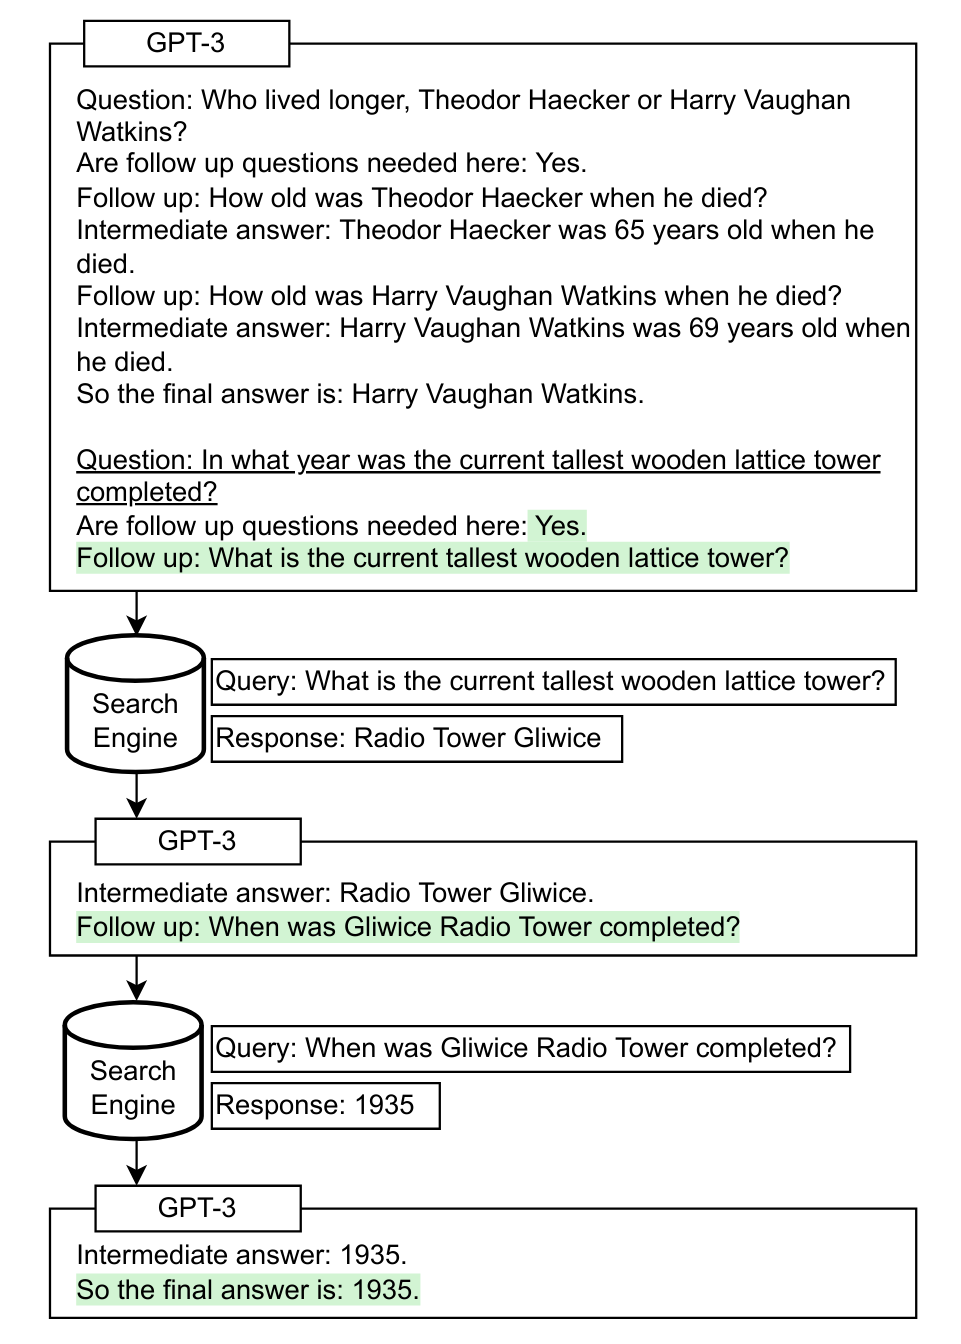 GPT-3
Question: Who lived longer, Theodor Haecker or Harry Vaughan
Watkins?
Are follow up questions needed here: Yes.
Follow up: How old was Theodor Haecker when he died?
Intermediate answer: Theodor Haecker was 65 years old when he
died.
Follow up: How old was Harry Vaughan Watkins when he died?
Intermediate answer: Harry Vaughan Watkins was 69 years old when
he died.
So the final answer is: Harry Vaughan Watkins.
Question: In what year was the current tallest wooden lattice tower
completed?
Are follow up questions needed here: Yes.
Follow up: What is the current tallest wooden lattice tower?
Search
Engine
Query: What is the current tallest wooden lattice tower?
Response: Radio Tower Gliwice
GPT-3
Intermediate answer: Radio Tower Gliwice.
Follow up: When was Gliwice Radio Tower completed?
Search
Engine
Query: When was Gliwice Radio Tower completed?
Response: 1935
GPT-3
Intermediate answer: 1935.
So the final answer is: 1935.